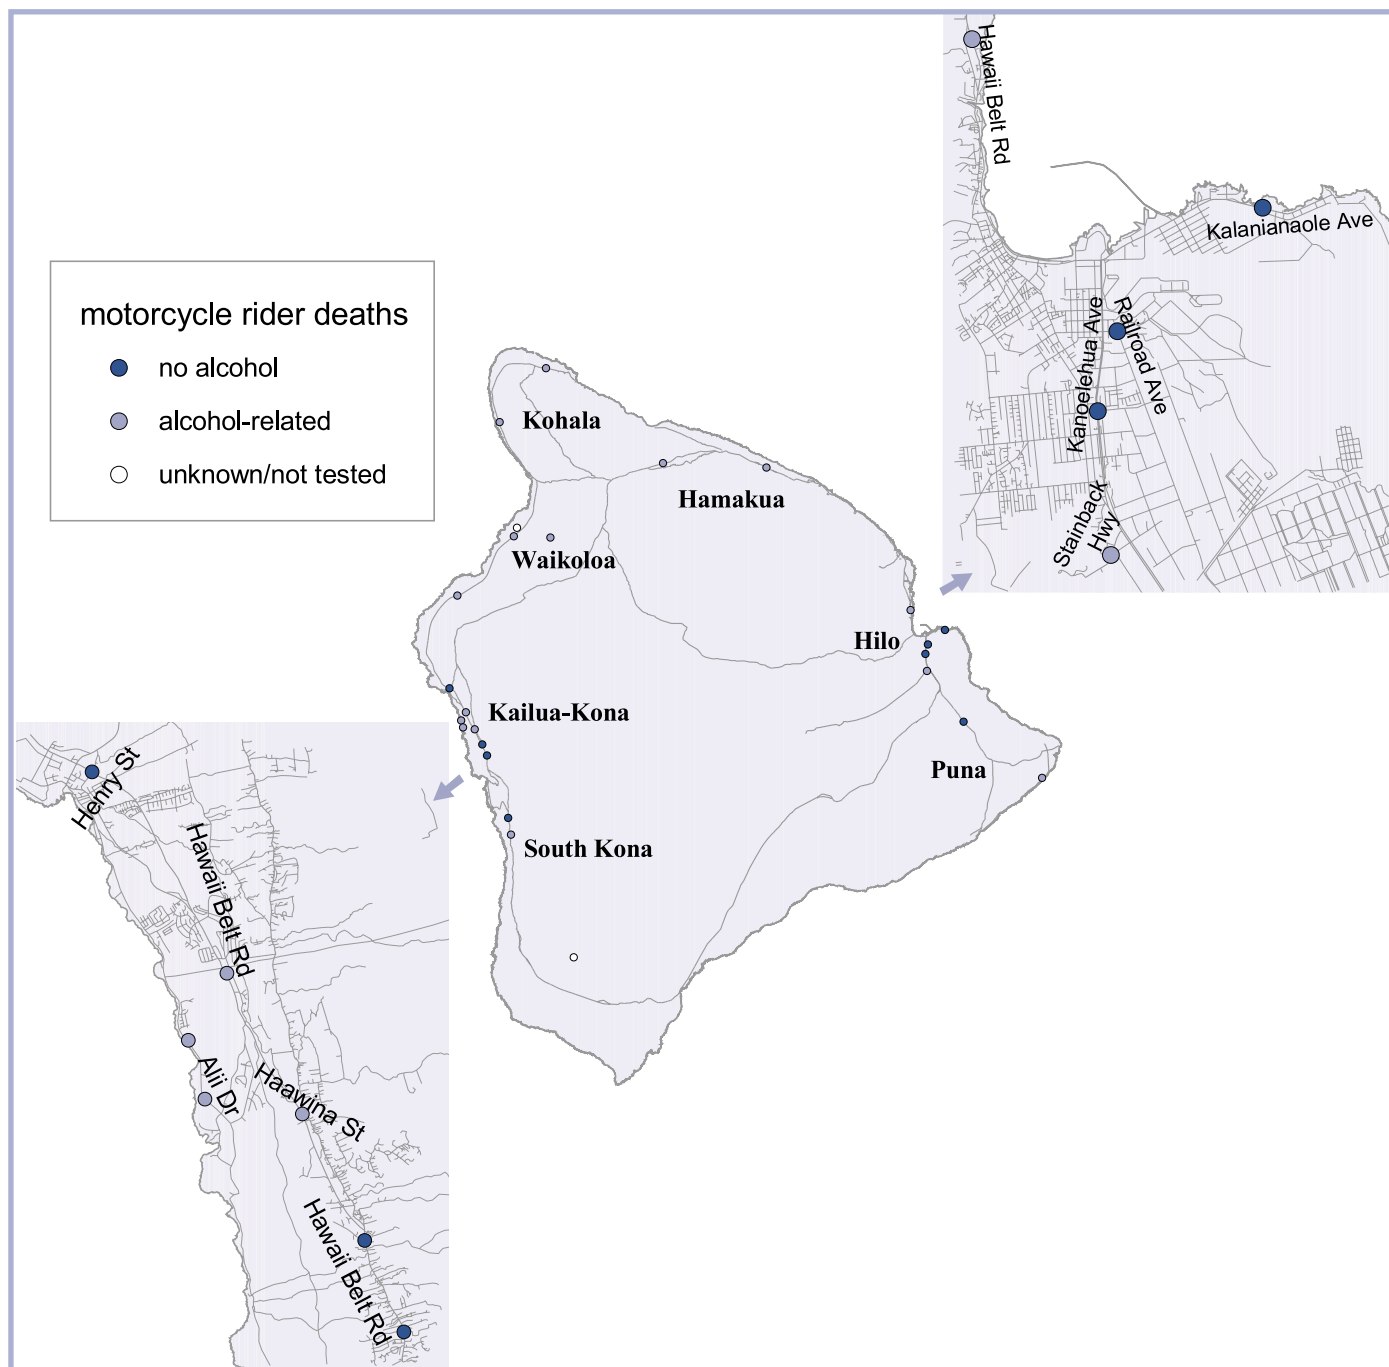 Hawaii Belt Rd
Kalanianaole Ave
Kanoelehua Ave
Railroad Ave
Stainback
Hwy
motorcycle rider deaths
no alcohol
alcohol-related
unknown/not tested
Kohala
Hamakua
Waikoloa
Hilo
Kailua-Kona
Puna
South Kona
Henry St
Hawaii Belt Rd
Alii Dr
Haawina St
Hawaii Belt Rd